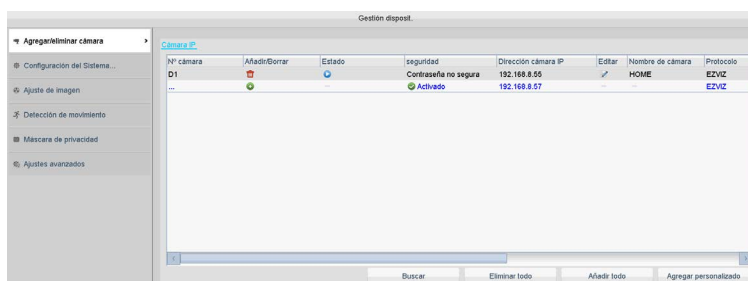 Gestión disposit.
Agregar/eliminar cámara
Configuración del Sistema...
Ajuste de imagen
Detección de movimiento
Máscara de privacidad
Ajustes avanzados
Cámara IP
Nº cámara Añadir/Borrar Estado seguridad Dirección cámara IP Editar Nombre de cámara Protocolo
D1 Contraseña no segura 192.168.8.55 HOME EZVIZ
... Activado 192.168.8.57 EZVIZ
Buscar Eliminar todo Añadir todo Agregar personalizado